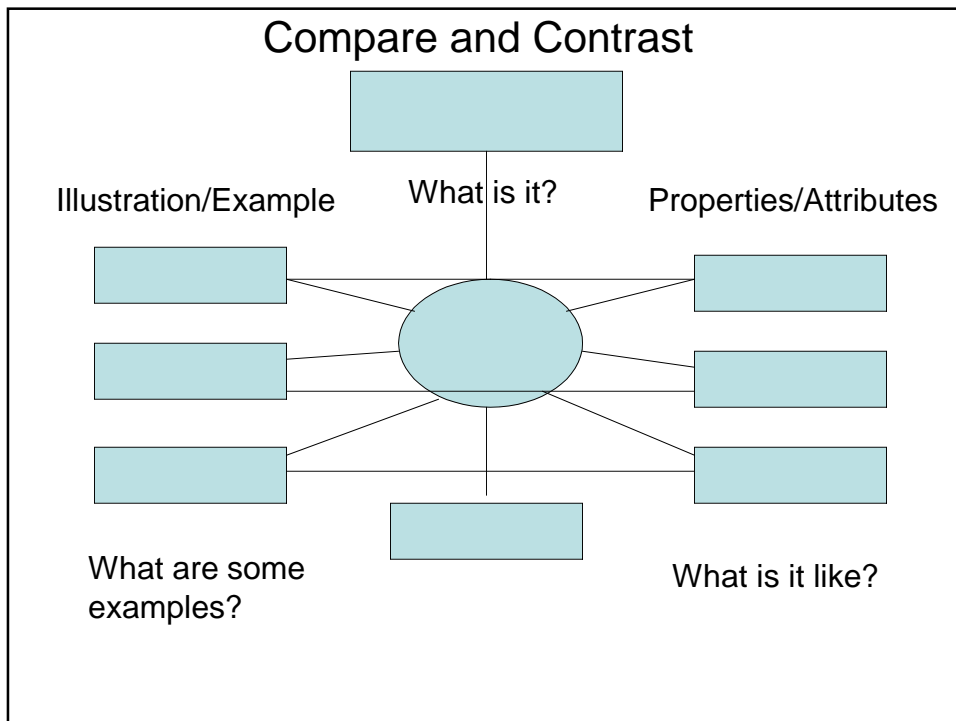 Compare and Contrast
What is it?
Illustration/Example
Properties/Attributes
What are some
examples?
What is it like?